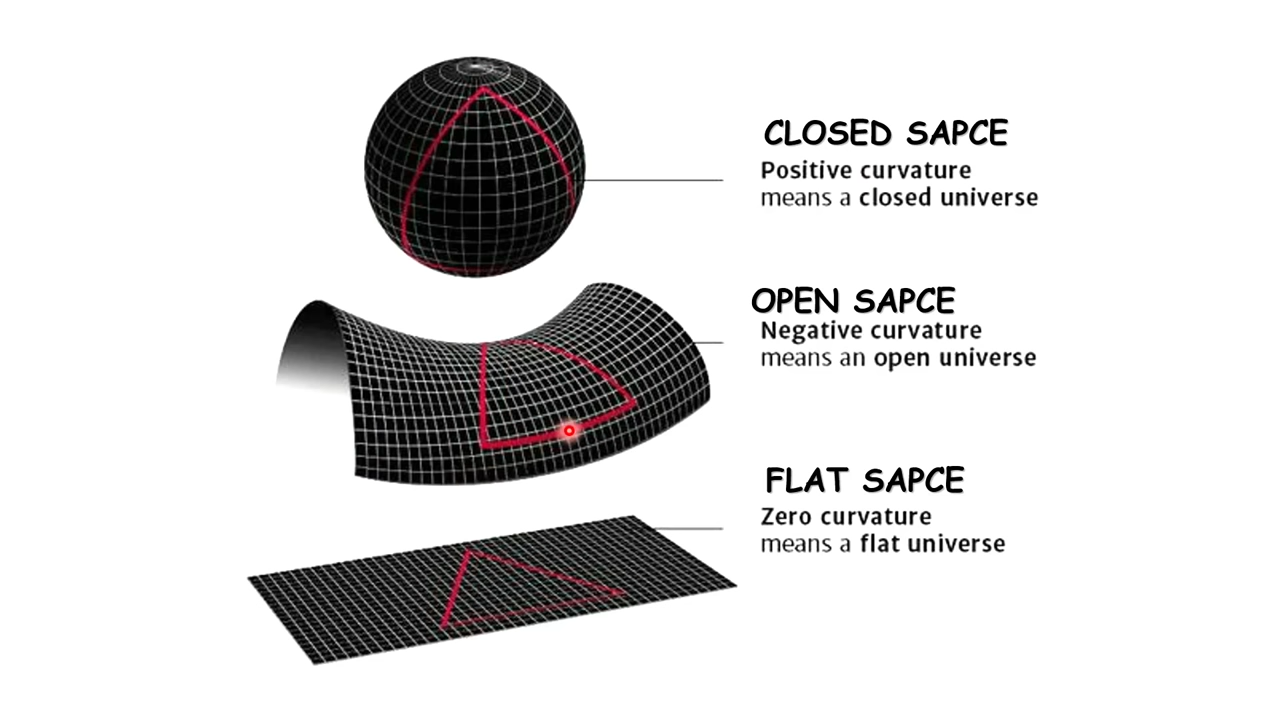 CLOSED SAPCE
Positive curvature
means a closed universe
OPEN SAPCE
Negative curvature
means an open universe
FLAT SAPCE
Zero curvature
means a flat universe